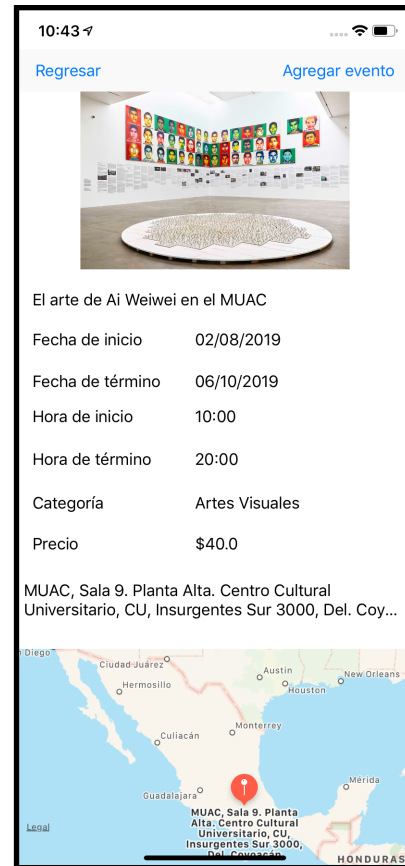 10:43
Regresar
Agregar evento
El arte de Ai Weiwei en el MUAC
Fecha de inicio 02/08/2019
Fecha de término 06/10/2019
Hora de inicio 10:00
Hora de término 20:00
Categoría Artes Visuales
Precio $40.0
MUAC, Sala 9. Planta Alta. Centro Cultural
Universitario, CU, Insurgentes Sur 3000, Del. Coy...
Diego
Ciudad Juárez
Austin
New Orleans
Hermosillo
Houston
Monterrey
Culiacán
Mérida
Guadalajara
MUAC, Sala 9. Planta
Alta. Centro Cultural
Universitario, CU,
Insurgentes Sur 3000,
Del. Coyoacán
Legal
HONDURAS